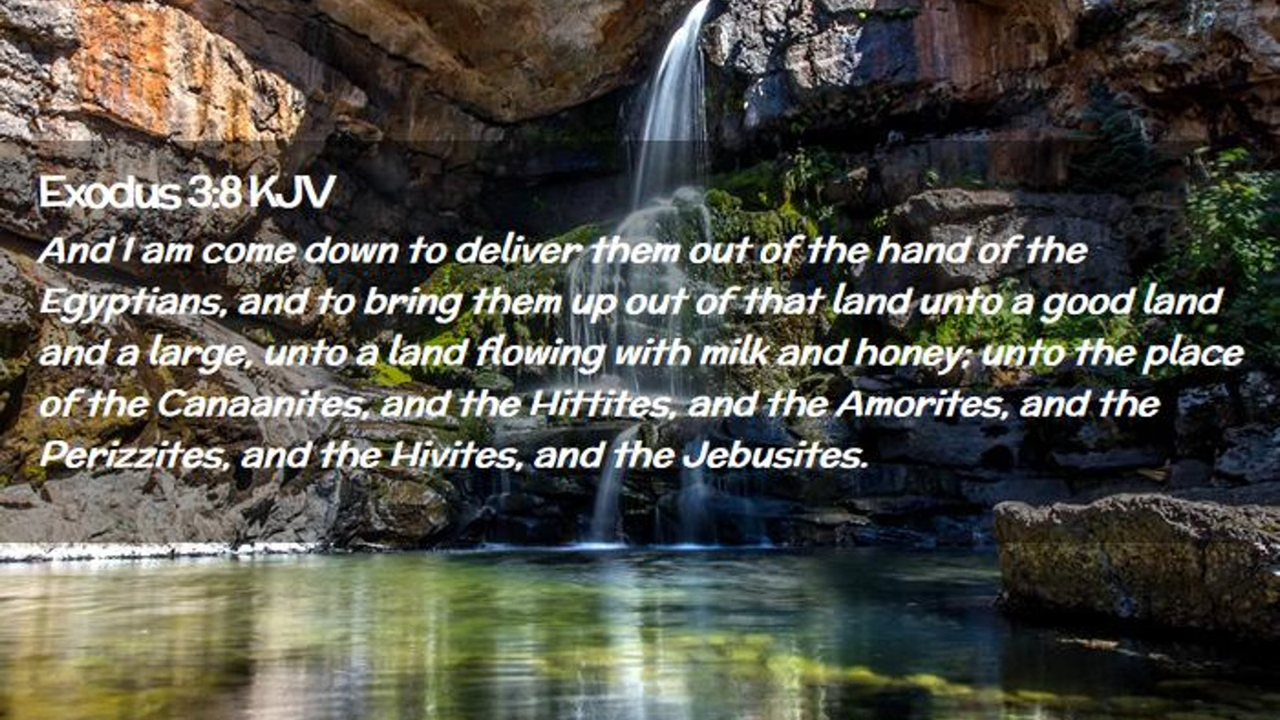 Exodus 3:8 KJV
And I am come down to deliver them out of the hand of the
Egyptians, and to bring them up out of that land unto a good land
and a large, unto a land flowing with milk and honey; unto the place
of the Canaanites, and the Hittites, and the Amorites, and the
Perizzites, and the Hivites, and the Jebusites.